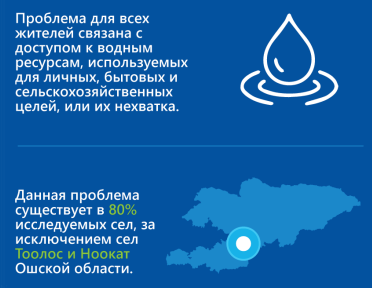 Проблема для всех
жителей связана с
доступом к водным
ресурсам, используемых
для личных, бытовых и
сельскохозяйственных
целей, или их нехватка.
Данная проблема
существует в 80%
исследуемых сел, за
исключением сел
Тоолос и Ноокат
Ошской области.